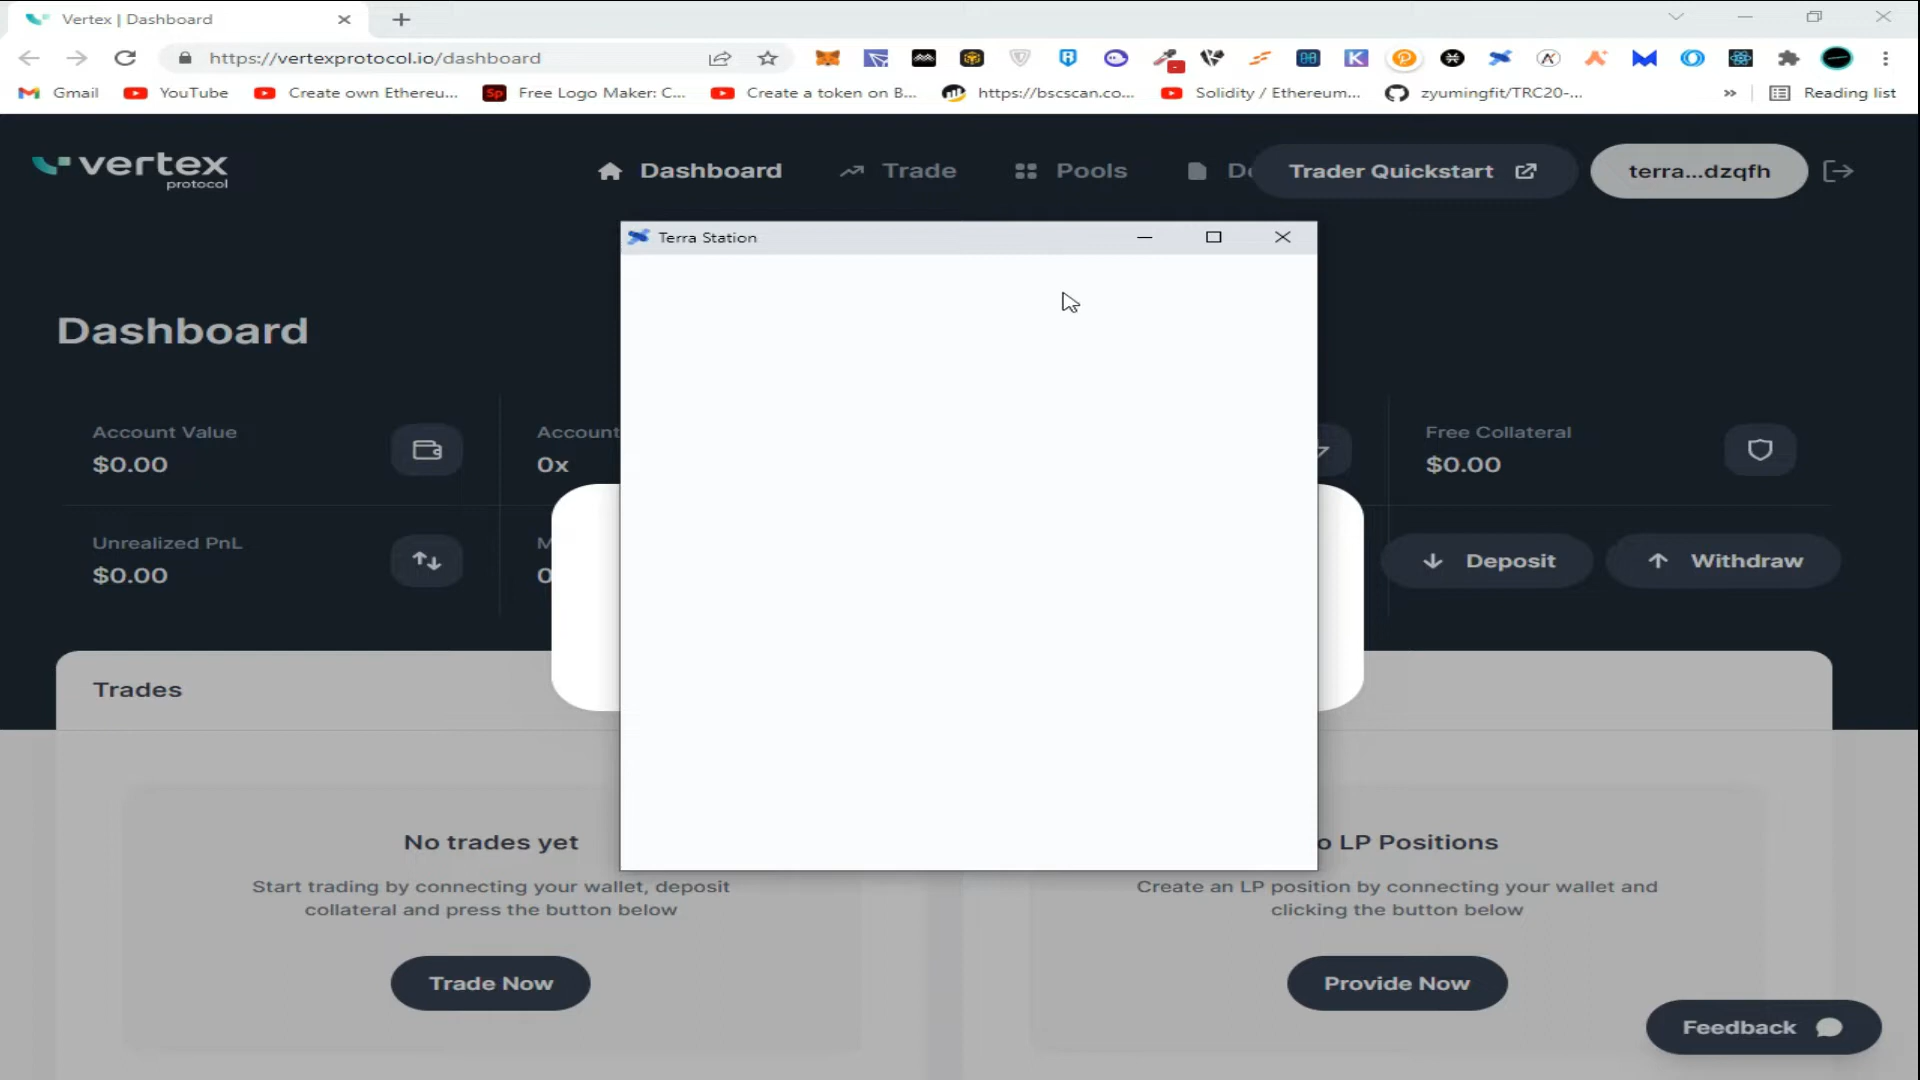 Vertex | Dashboard
https://vertexprotocol.io/dashboard
Gmail
YouTube
Create own Ethereu...
Sp
Free Logo Maker: C...
Create a token on B...
https://bscscan.co...
Solidity / Ethereum...
zyumingfit/TRC20-...
»
Reading list
vertex
protocol
Dashboard
Trade
Pools
Trader Quickstart
terra...dzqfh
Terra Station
Dashboard
Account Value
$0.00
Account
0x
Free Collateral
$0.00
Unrealized PnL
$0.00
M
0
Deposit
Withdraw
Trades
No trades yet
Start trading by connecting your wallet, deposit
collateral and press the button below
Trade Now
o LP Positions
Create an LP position by connecting your wallet and
clicking the button below
Provide Now
Feedback